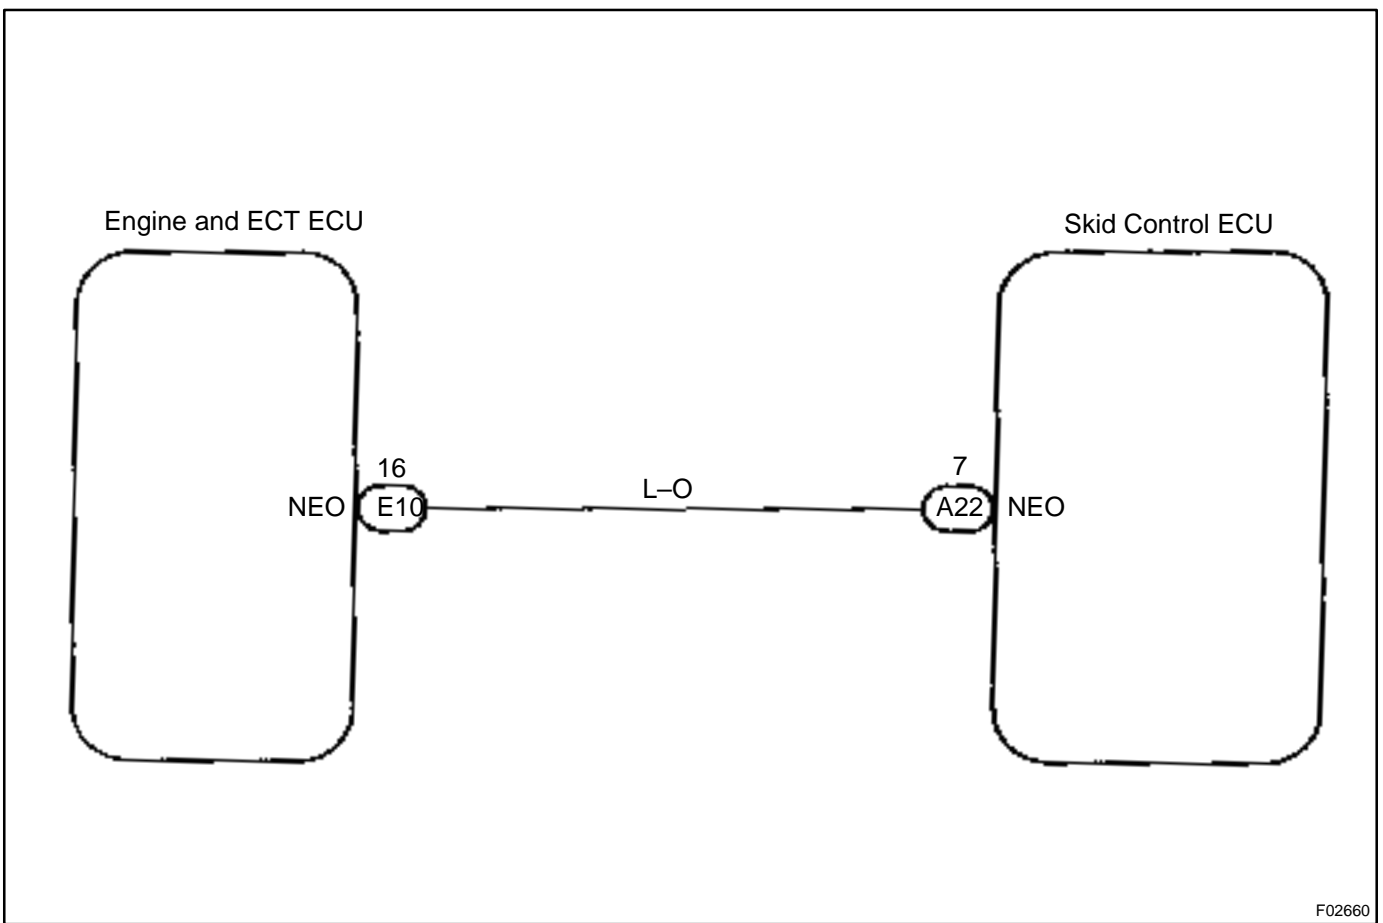 Engine and ECT ECU
Skid Control ECU
16
7
NEO
E10
L–O
A22
NEO
F02660